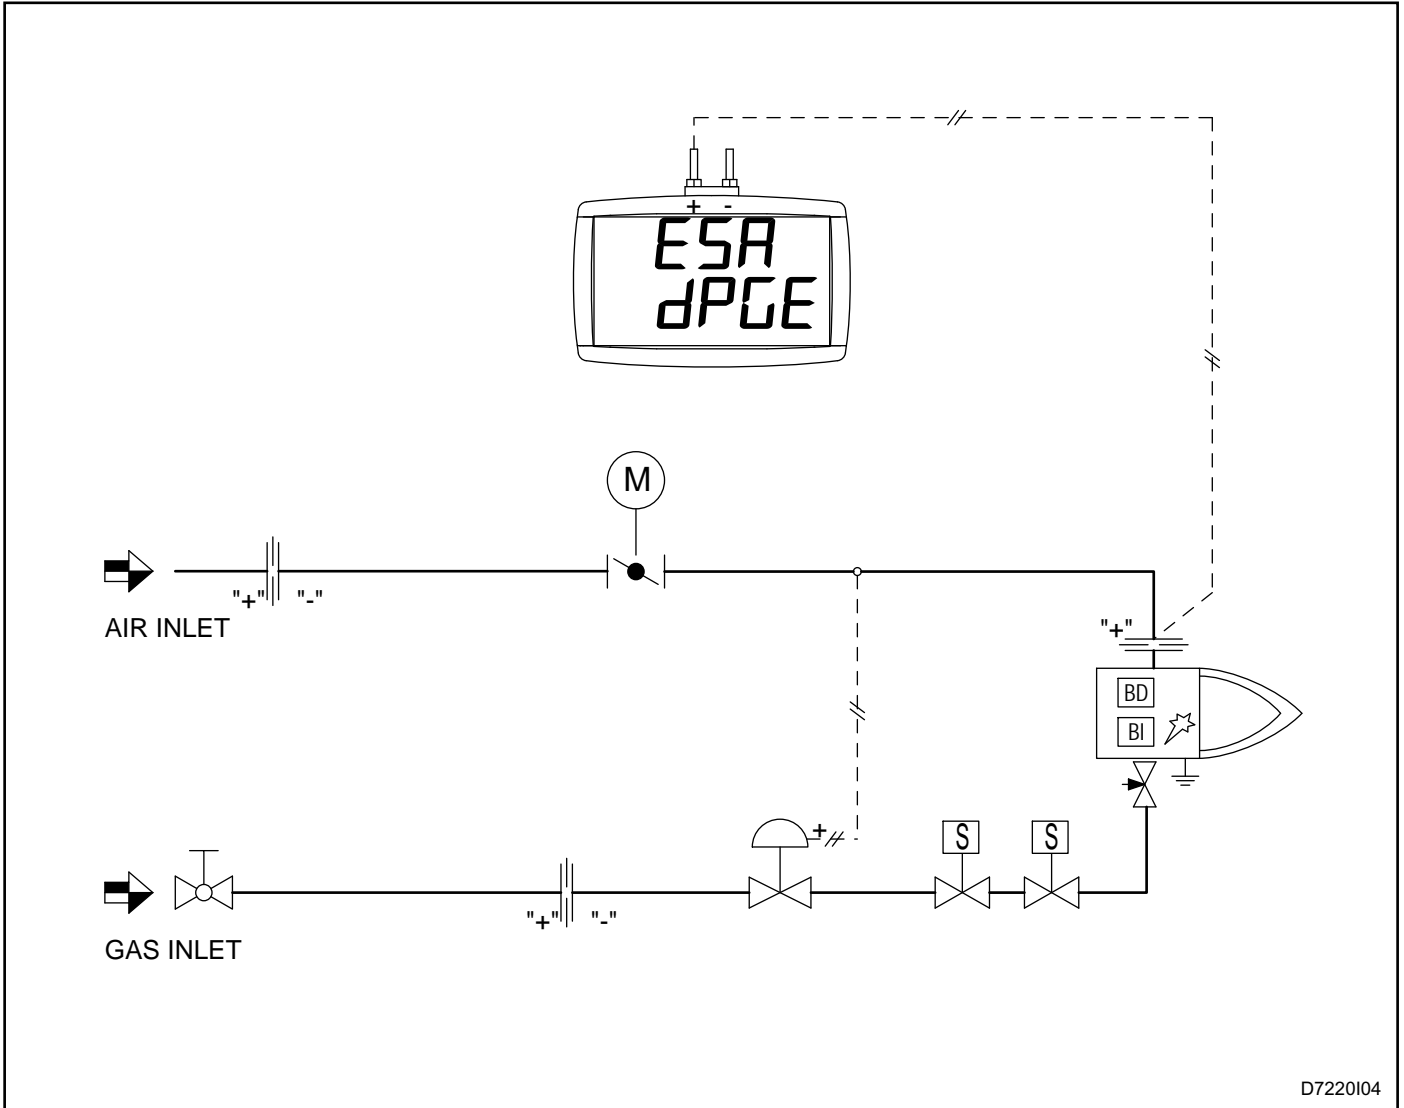 + -
ESA
dPGE
M
"+" "-"
AIR INLET
"+"
BD
BI
+
S S
"+" "-"
GAS INLET
D7220I04